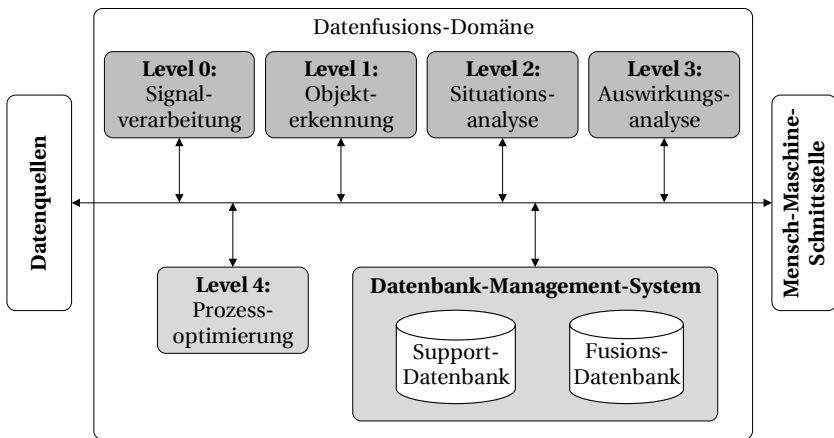 Datenfusions-Domäne
Level 0:
Signal-
verarbeitung
Level 1:
Objekt-
erkennung
Level 2:
Situations-
analyse
Level 3:
Auswirkungs-
analyse
Datenquellen
Mensch-Maschine-
Schnittstelle
Level 4:
Prozess-
optimierung
Datenbank-Management-System
Support-
Datenbank
Fusions-
Datenbank